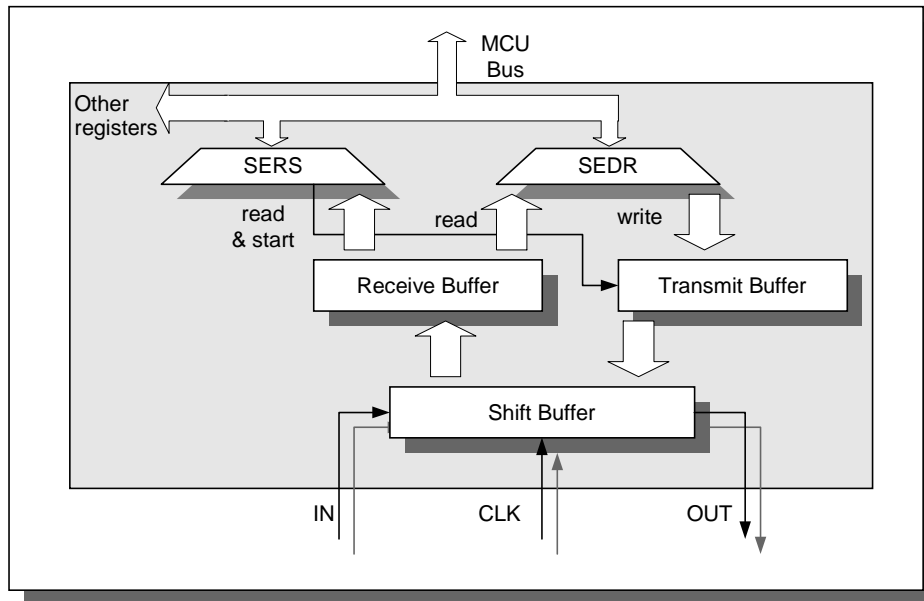 MCU
Bus
Other
registers
SERS
SEDR
read
& start
read
write
Receive Buffer
Transmit Buffer
Shift Buffer
IN
CLK
OUT